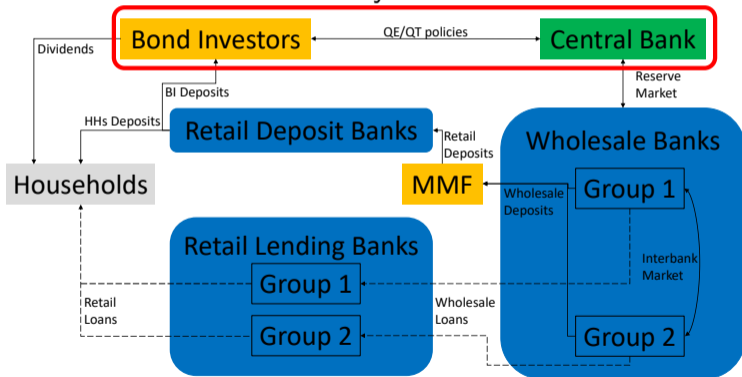 Bond Investors
QE/QT policies
Central Bank
Dividends
BI Deposits
Reserve
Market
HHs Deposits
Retail Deposit Banks
Retail
Deposits
Wholesale Banks
Households
MMF
Wholesale
Deposits
Group 1
Retail Lending Banks
Interbank
Market
Group 1
Retail
Loans
Wholesale
Loans
Group 2
Group 2